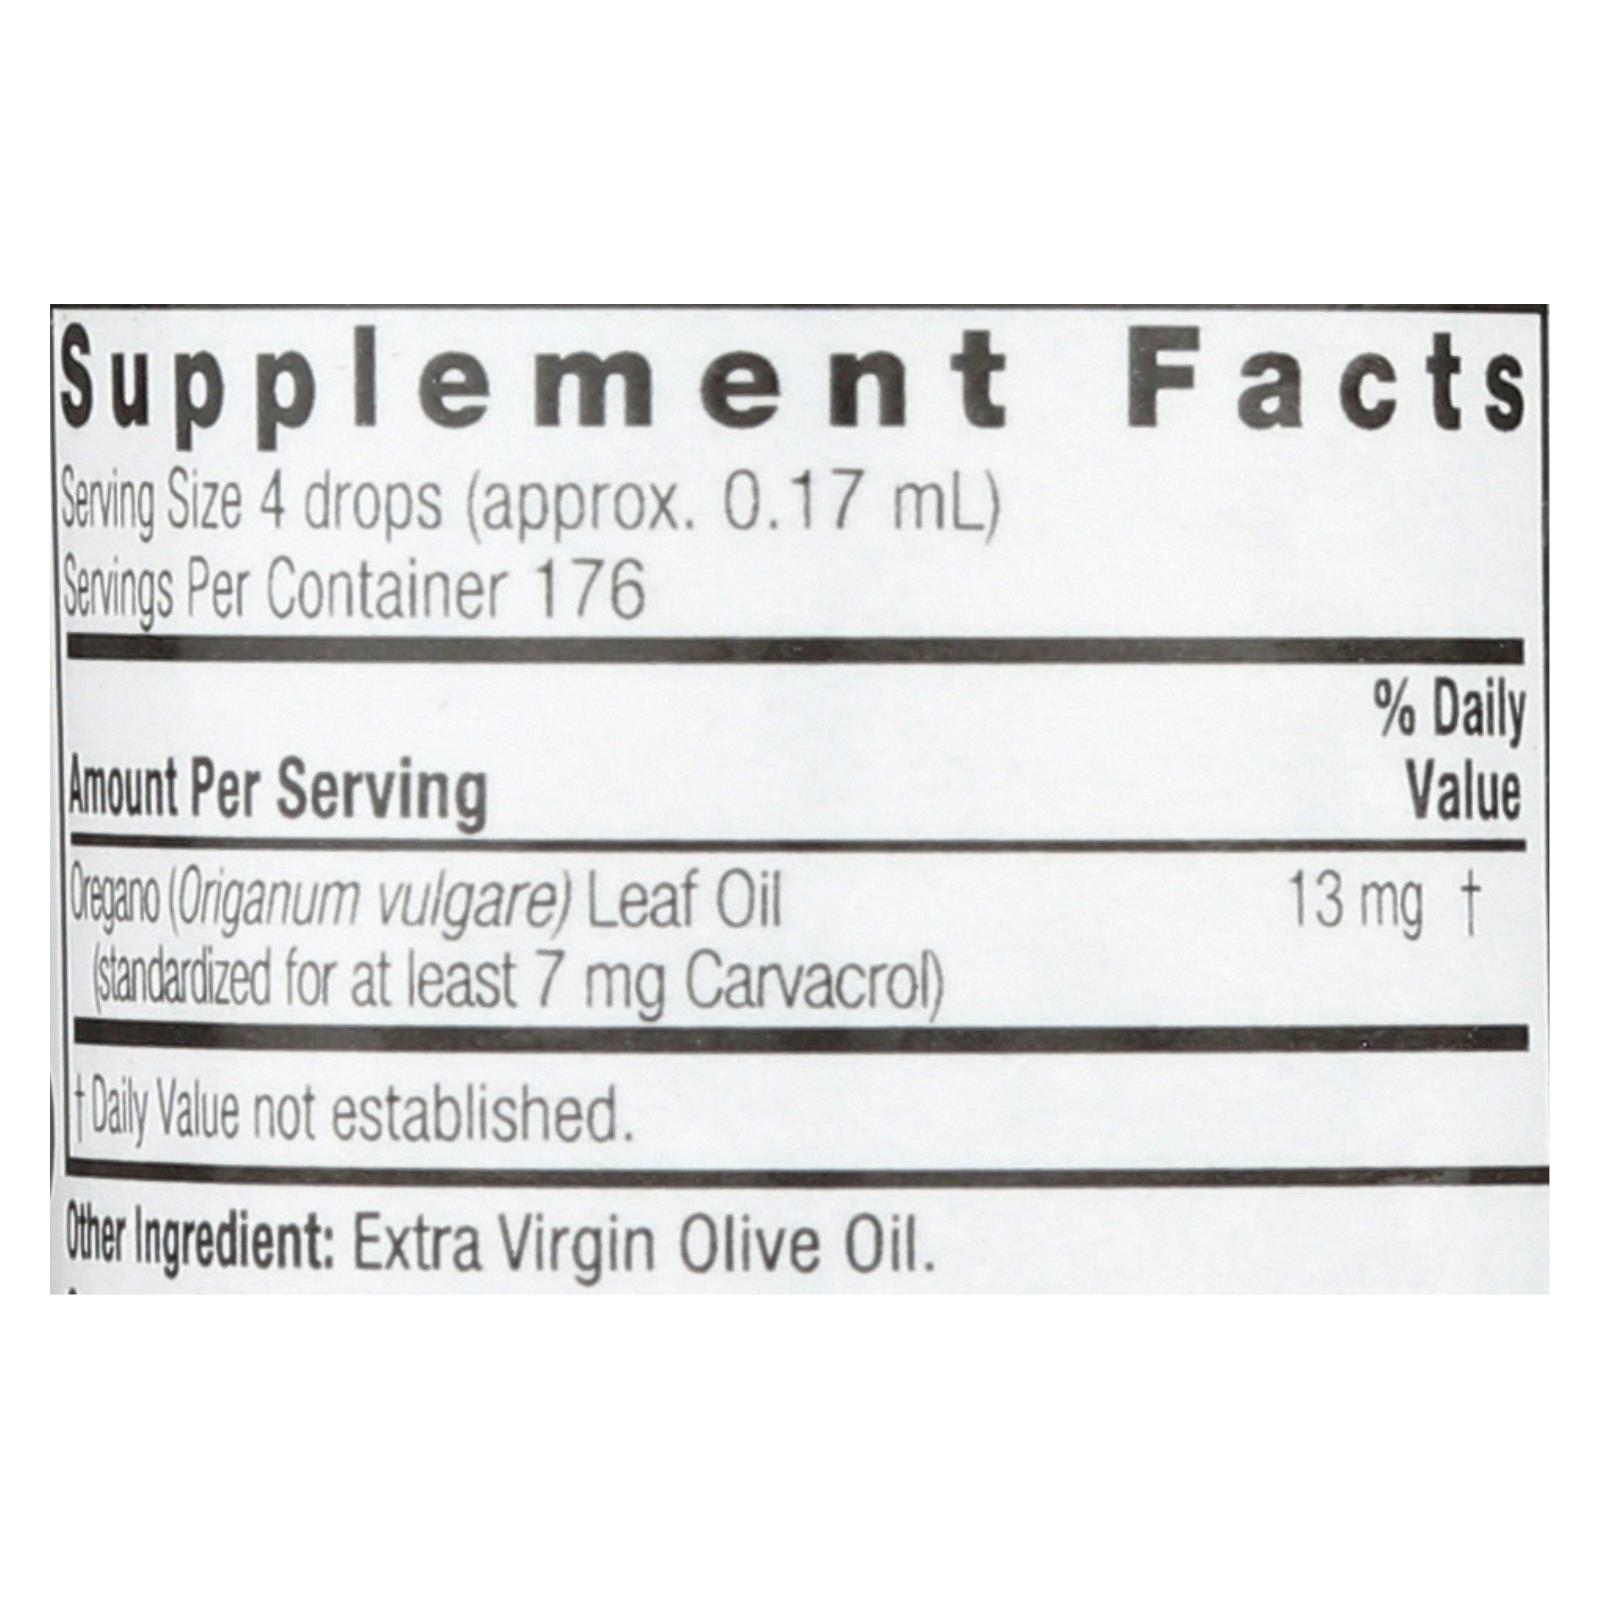 Supplement Facts
Serving Size 4 drops (approx. 0.17 mL)
Servings Per Container 176
% Daily
Amount Per Serving Value
Oregano (Origanum vulgare) Leaf Oil 13 mg †
(standardized for at least 7 mg Carvacrol)
† Daily Value not established.
Other Ingredient: Extra Virgin Olive Oil.